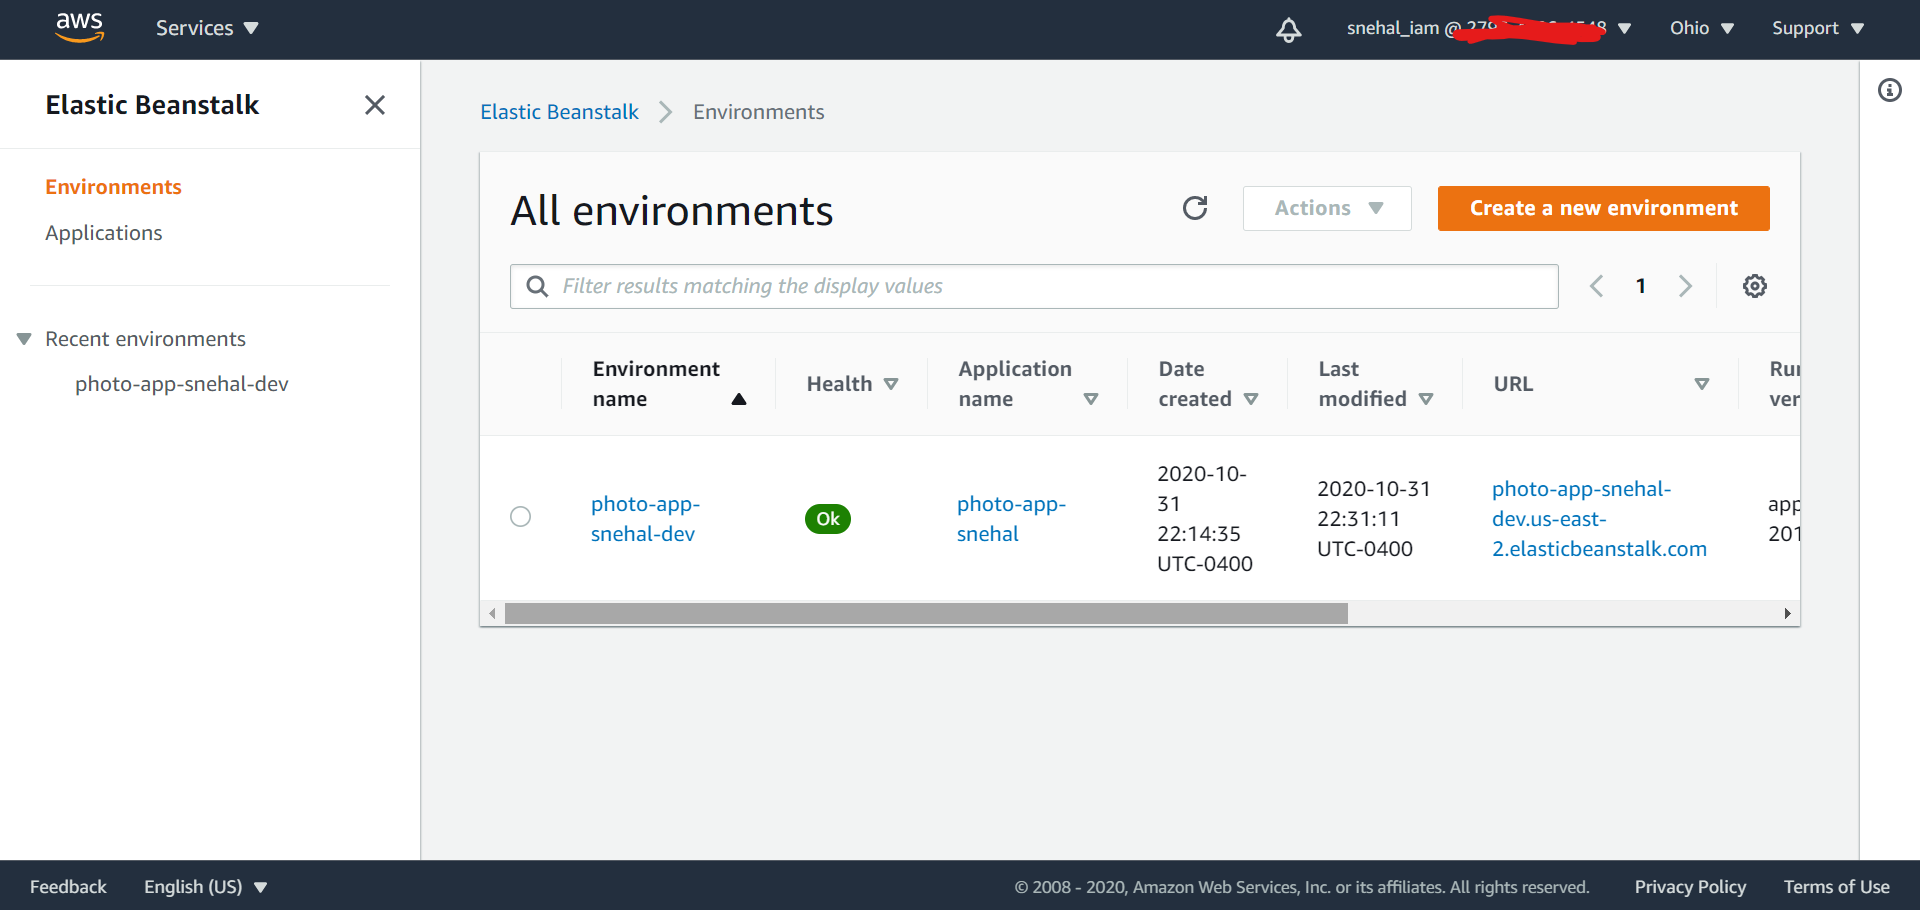 aws
Services
snehal_iam @
Ohio
Support
Elastic Beanstalk
Environments
Applications
Recent environments
photo-app-snehal-dev
Elastic Beanstalk
Environments
All environments
Actions
Create a new environment
Filter results matching the display values
1
Environment
name
Health
Application
name
Date
created
Last
modified
URL
photo-app-
snehal-dev
Ok
photo-app-
snehal
2020-10-
31
22:14:35
UTC-0400
2020-10-31
22:31:11
UTC-0400
photo-app-snehal-
dev.us-east-
2.elasticbeanstalk.com
app
201
Feedback
English (US)
© 2008 - 2020, Amazon Web Services, Inc. or its affiliates. All rights reserved.
Privacy Policy
Terms of Use